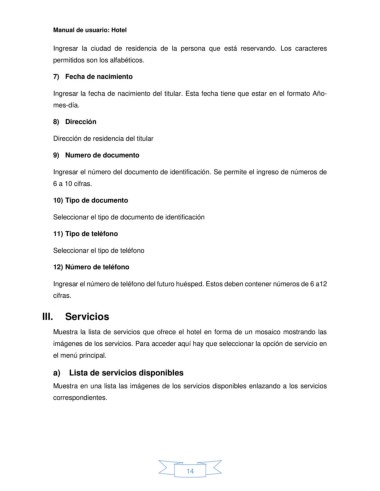 Manual de usuario: Hotel
Ingresar la ciudad de residencia de la persona que está reservando. Los caracteres
permitidos son los alfabéticos.
7) Fecha de nacimiento
Ingresar la fecha de nacimiento del titular. Esta fecha tiene que estar en el formato Año-
mes-día.
8) Dirección
Dirección de residencia del titular
9) Numero de documento
Ingresar el número del documento de identificación. Se permite el ingreso de números de
6 a 10 cifras.
10) Tipo de documento
Seleccionar el tipo de documento de identificación
11) Tipo de teléfono
Seleccionar el tipo de teléfono
12) Número de teléfono
Ingresar el número de teléfono del futuro huésped. Estos deben contener números de 6 a12
cifras.
III. Servicios
Muestra la lista de servicios que ofrece el hotel en forma de un mosaico mostrando las
imágenes de los servicios. Para acceder aquí hay que seleccionar la opción de servicio en
el menú principal.
a) Lista de servicios disponibles
Muestra en una lista las imágenes de los servicios disponibles enlazando a los servicios
correspondientes.
14